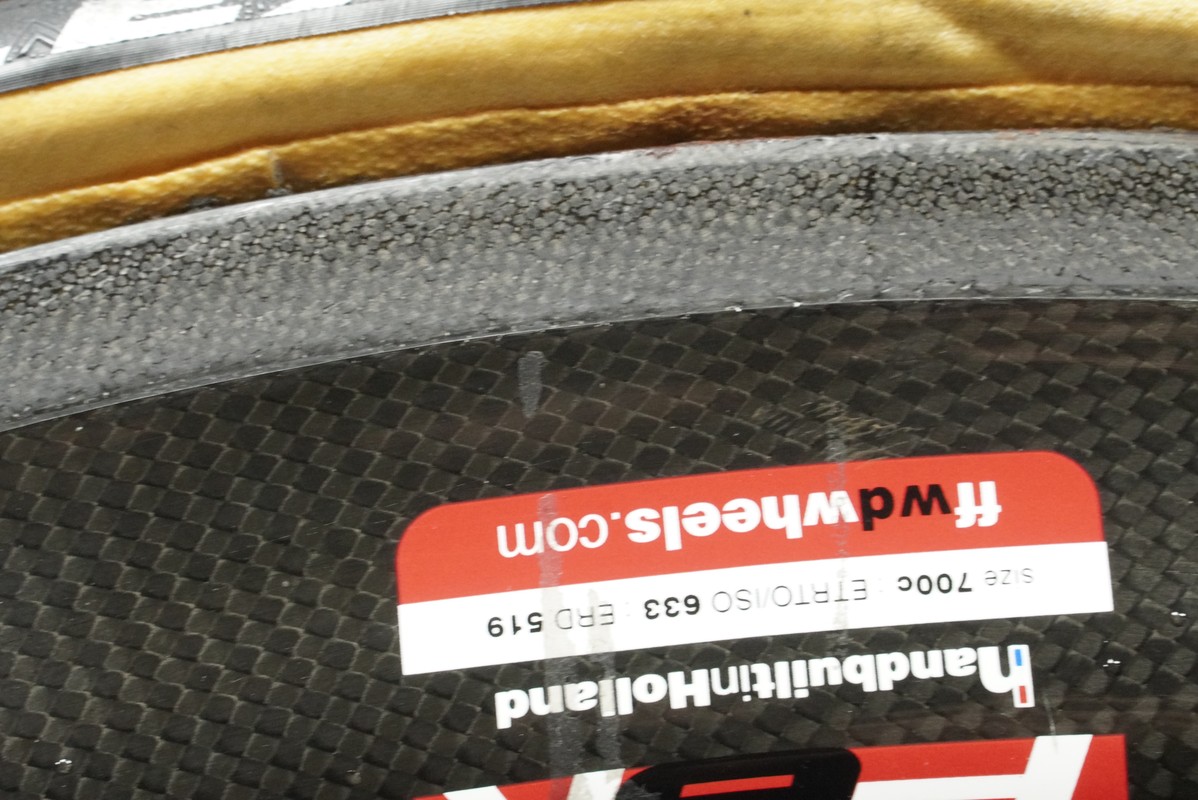 handbuiltinHolland
size 700c : ETRTO/ISO 633 : ERD 519
ffwdwheels.com